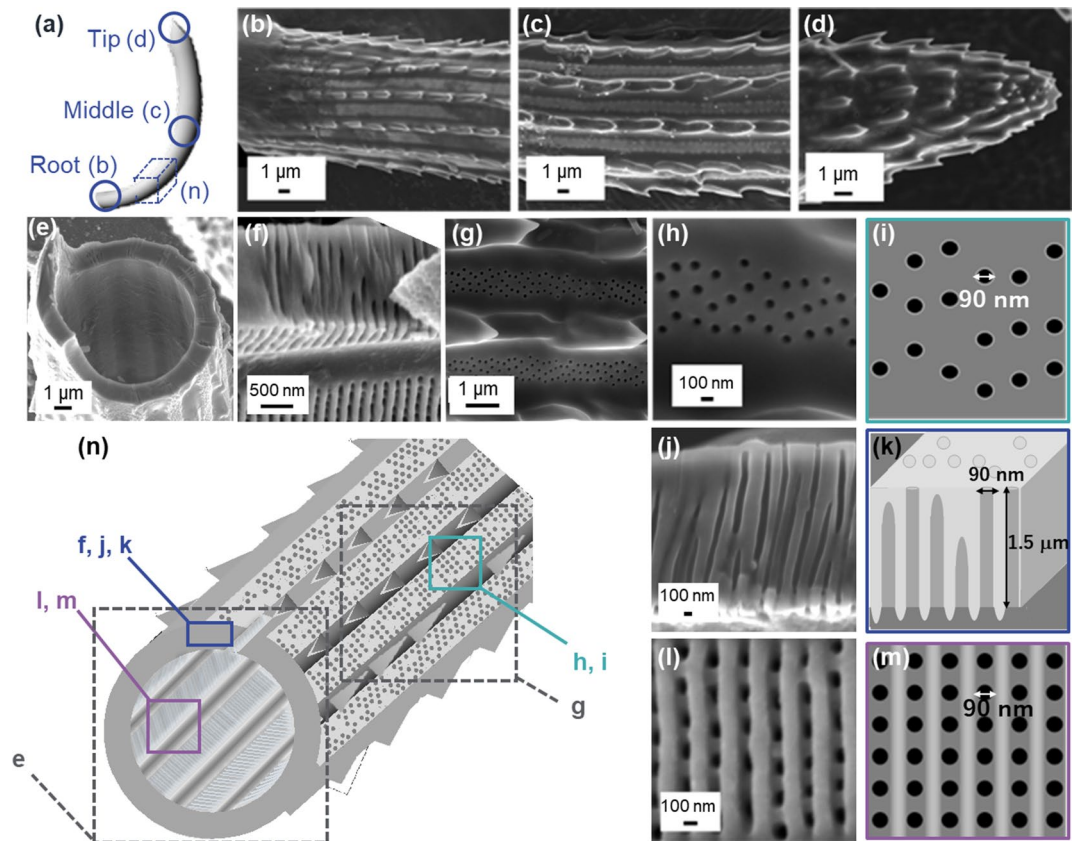 (a)
Tip (d)
Middle (c)
Root (b)
(n)
(b)
1 µm
(c)
1 µm
(d)
1 µm
(e)
1 µm
(f)
500 nm
(g)
1 µm
(h)
100 nm
(i)
90 nm
(j)
100 nm
(k)
90 nm
1.5 µm
(l)
100 nm
(m)
90 nm
(n)
f, j, k
l, m
h, i
g
e